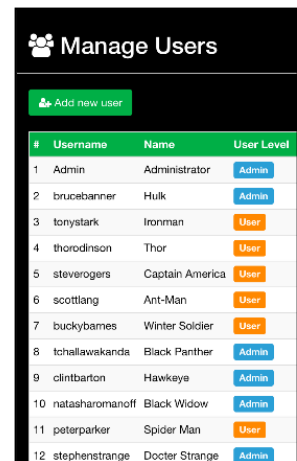 Manage Users
Add new user
# Username Name User Level
1 Admin Administrator Admin
2 brucebanner Hulk Admin
3 tonystark Ironman User
4 thorodinson Thor User
5 steverogers Captain America User
6 scottlang Ant-Man User
7 buckybarnes Winter Soldier User
8 tchallawakanda Black Panther Admin
9 clintbarton Hawkeye Admin
10 natasharomanoff Black Widow Admin
11 peterparker Spider Man User
12 stephenstrange Docter Strange Admin